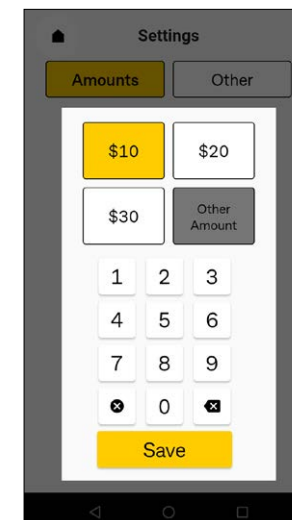 Settings
Amounts Other
$10 $20
$30 Other
Amount
1 2 3
4 5 6
7 8 9
0
Save